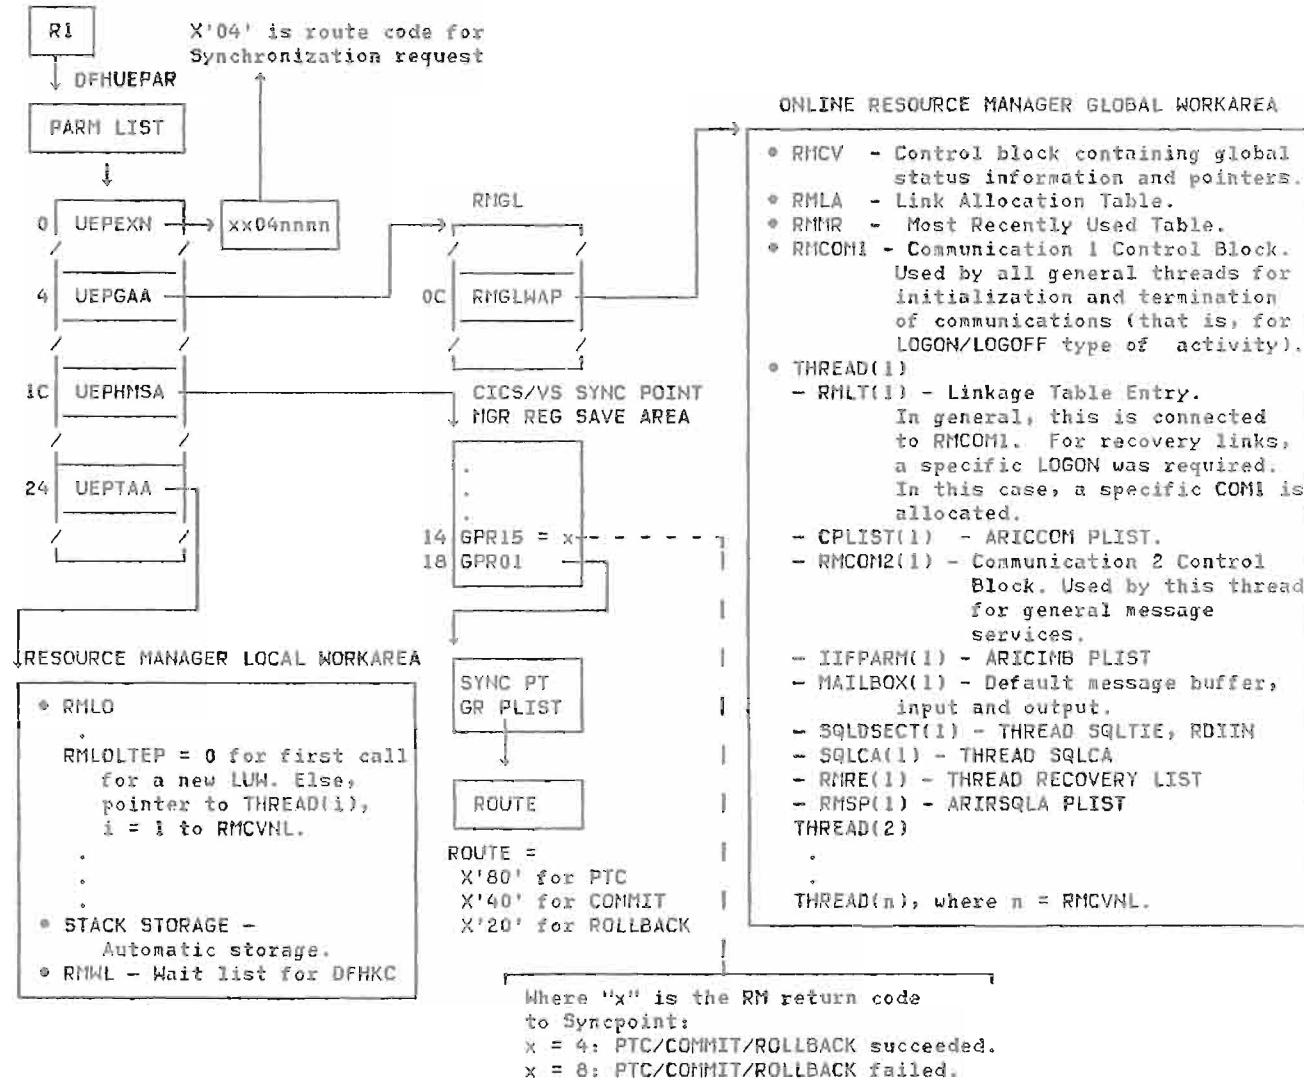 R1
X'04' is route code for
Synchronization request
DFHUEPAR
PARM LIST
0 UEPEXN
xx04nnnn
4 UEPGAA
1C UEPHMSA
24 UEPTAA
RMGL
0C RMGLWAP
CICS/VS SYNC POINT
MGR REG SAVE AREA
.
.
.
14 GPR15 = x
18 GPR01
SYNC PT
GR PLIST
ROUTE
ROUTE =
X'80' for PTC
X'40' for COMMIT
X'20' for ROLLBACK
RESOURCE MANAGER LOCAL WORKAREA
• RMLO
.
RMLOLTEP = 0 for first call
for a new LUW. Else,
pointer to THREAD(i),
i = 1 to RMCVNL.
.
.
.
• STACK STORAGE -
Automatic storage.
• RMWL - Wait list for DFHKC
ONLINE RESOURCE MANAGER GLOBAL WORKAREA
• RMCV - Control block containing global
status information and pointers.
• RMLA - Link Allocation Table.
• RMMR - Most Recently Used Table.
• RMCOM1 - Communication 1 Control Block.
Used by all general threads for
initialization and termination
of communications (that is, for
LOGON/LOGOFF type of activity).
• THREAD(1)
- RMLT(1) - Linkage Table Entry.
In general, this is connected
to RMCOM1. For recovery links,
a specific LOGON was required.
In this case, a specific COM1 is
allocated.
- CPLIST(1) - ARICCOM PLIST.
- RMCOM2(1) - Communication 2 Control
Block. Used by this thread
for general message
services.
- IIFPARM(1) - ARICIMB PLIST
- MAILBOX(1) - Default message buffer,
input and output.
- SQLDSECT(1) - THREAD SQLTIE, RDIIN
- SQLCA(1) - THREAD SQLCA
- RMRE(1) - THREAD RECOVERY LIST
- RMSP(1) - ARIRSQLA PLIST
THREAD(2)
.
.
THREAD(n), where n = RMCVNL.
Where "x" is the RM return code
to Syncpoint:
x = 4: PTC/COMMIT/ROLLBACK succeeded.
x = 8: PTC/COMMIT/ROLLBACK failed.